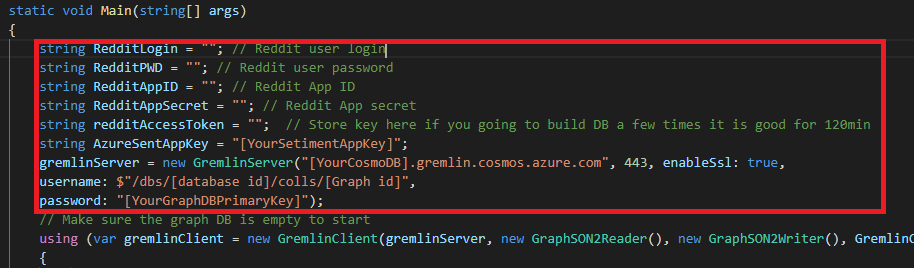 static void Main(string[] args)
{
string RedditLogin = ""; // Reddit user login
string RedditPWD = ""; // Reddit user password
string RedditAppID = ""; // Reddit App ID
string RedditAppSecret = ""; // Reddit App secret
string redditAccessToken = "";  // Store key here if you going to build DB a few times it is good for 120min
string AzureSentAppKey = "[YourSetimentAppKey]";
gremlinServer = new GremlinServer("[YourCosmoDB].gremlin.cosmos.azure.com", 443, enableSsl: true,
username: $"/dbs/[database id]/colls/[Graph id]",
password: "[YourGraphDBPrimaryKey]");
// Make sure the graph DB is empty to start
using (var gremlinClient = new GremlinClient(gremlinServer, new GraphSON2Reader(), new GraphSON2Writer(), GremlinC
{